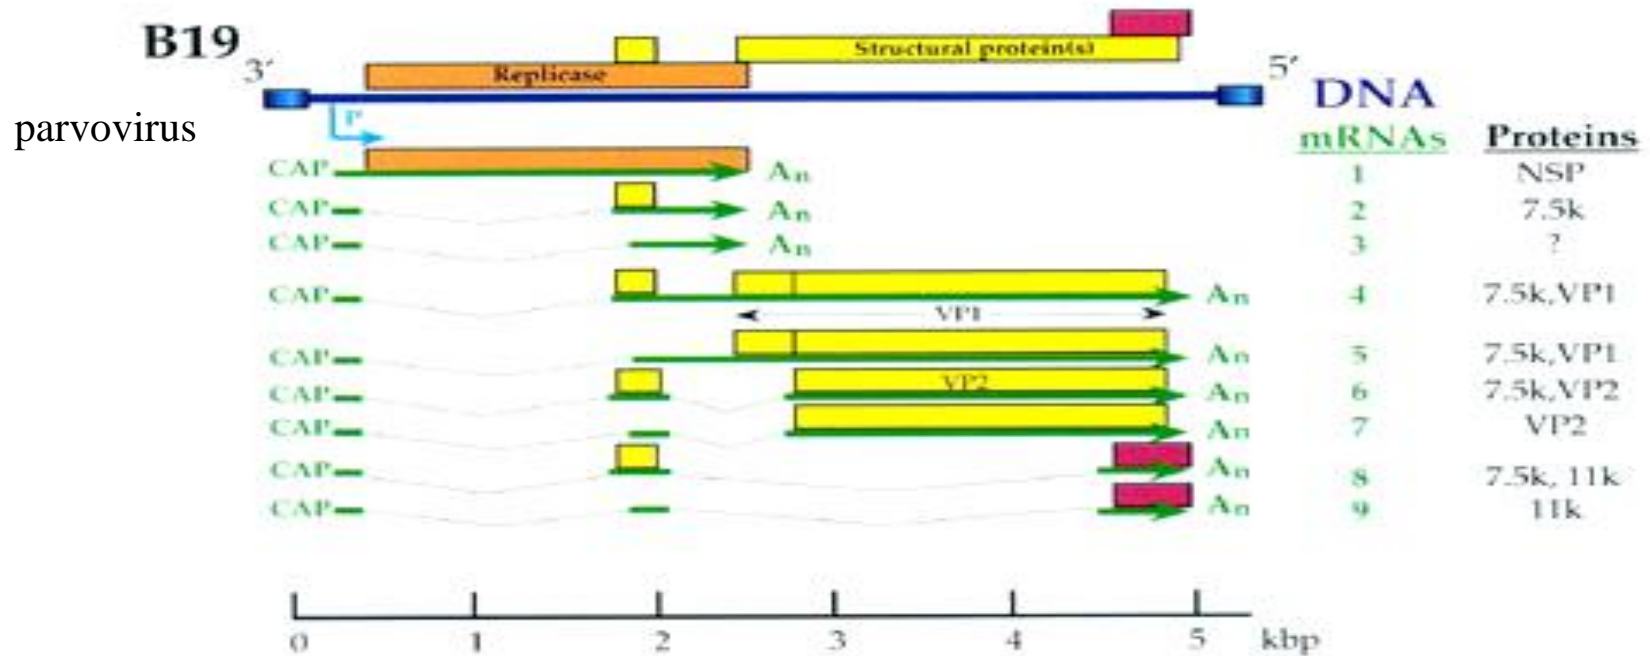 B19
Structural protein(s)
3′
Replicase
5′
DNA
parvovirus
P
mRNAs Proteins
CAP An 1 NSP
CAP An 2 7.5k
CAP An 3 ?
CAP An 4 7.5k,VP1
VP1
CAP An 5 7.5k,VP1
VP2
CAP An 6 7.5k,VP2
CAP An 7 VP2
CAP An 8 7.5k, 11k
CAP An 9 11k
0 1 2 3 4 5 kbp